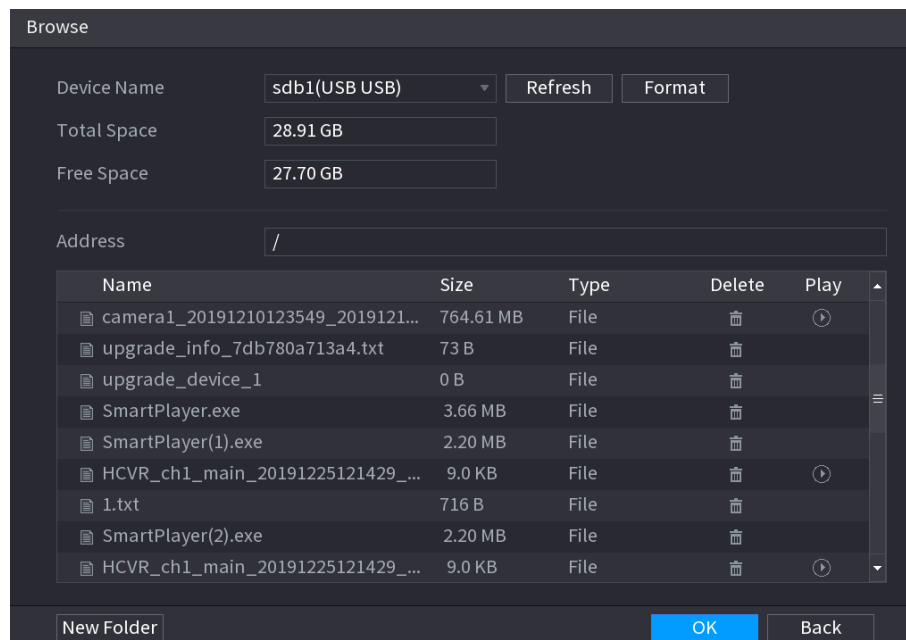 Browse
Device Name sdb1(USB USB) Refresh Format
Total Space 28.91 GB
Free Space 27.70 GB
Address /
Name Size Type Delete Play
camera1_20191210123549_2019121... 764.61 MB File
upgrade_info_7db780a713a4.txt 73 B File
upgrade_device_1 0 B File
SmartPlayer.exe 3.66 MB File
SmartPlayer(1).exe 2.20 MB File
HCVR_ch1_main_20191225121429_... 9.0 KB File
1.txt 716 B File
SmartPlayer(2).exe 2.20 MB File
HCVR_ch1_main_20191225121429_... 9.0 KB File
New Folder OK Back